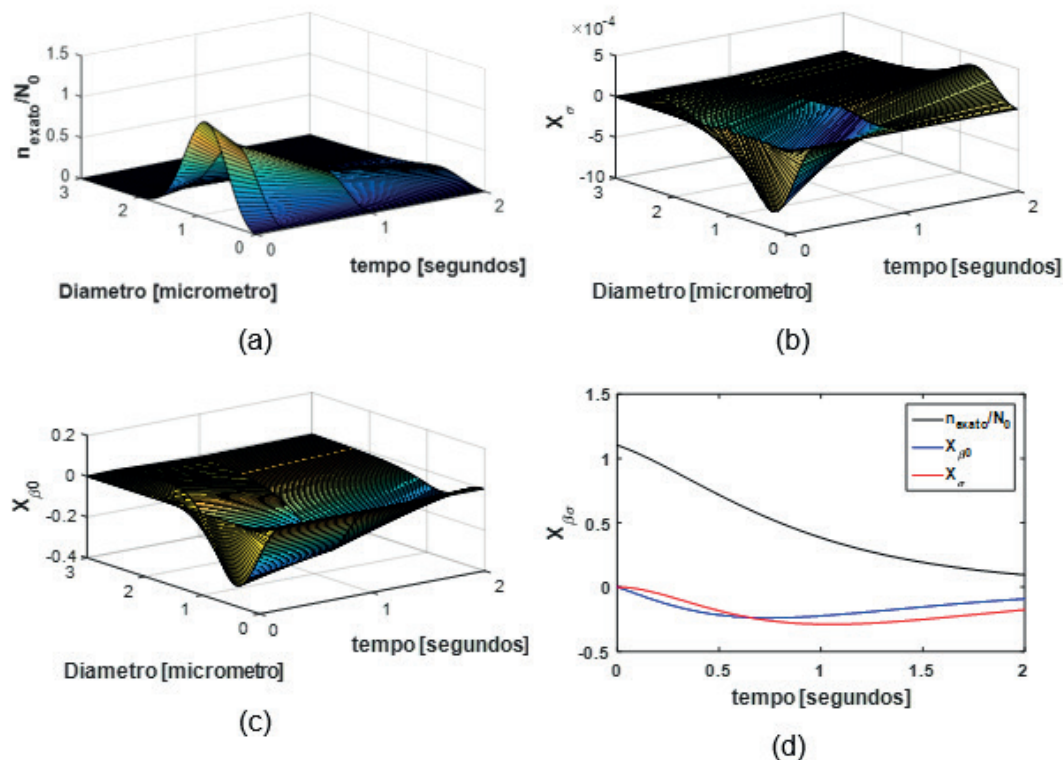 n_exato/N_0
1.5
1
0.5
0
3
2
1
0
0
1
2
Diametro [micrometro]
tempo [segundos]
(a)
×10^-4
X_σ
5
0
-5
-10
3
2
1
0
0
1
2
Diametro [micrometro]
tempo [segundos]
(b)
X_β0
0.2
0
-0.2
-0.4
3
2
1
0
0
1
2
Diametro [micrometro]
tempo [segundos]
(c)
X_βσ
1.5
1
0.5
0
-0.5
n_exato/N_0
X_β0
X_σ
0
0.5
1
1.5
2
tempo [segundos]
(d)